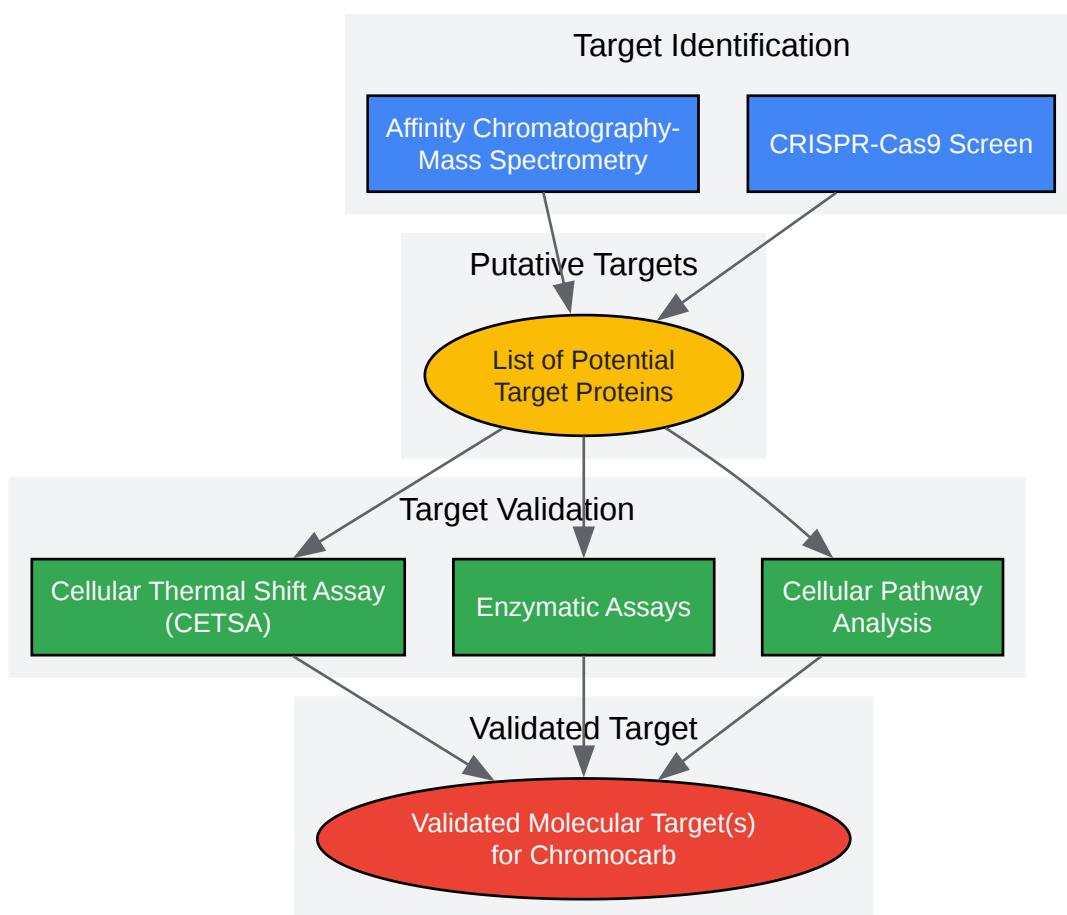 Target Identification
Affinity Chromatography-
Mass Spectrometry
CRISPR-Cas9 Screen
Putative Targets
List of Potential
Target Proteins
Target Validation
Cellular Thermal Shift Assay
(CETSA)
Enzymatic Assays
Cellular Pathway
Analysis
Validated Target
Validated Molecular Target(s)
for Chromocarb